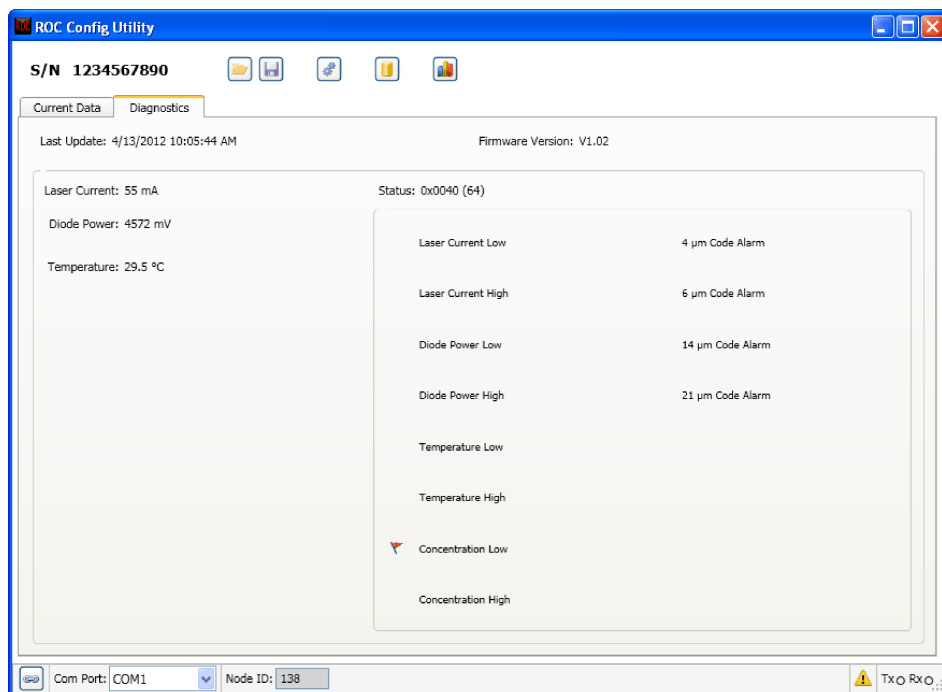 ROC ROC Config Utility
S/N 1234567890
Current Data Diagnostics
Last Update: 4/13/2012 10:05:44 AM Firmware Version: V1.02
Laser Current: 55 mA Status: 0x0040 (64)
Diode Power: 4572 mV
Temperature: 29.5 ºC
Laser Current Low 4 µm Code Alarm
Laser Current High 6 µm Code Alarm
Diode Power Low 14 µm Code Alarm
Diode Power High 21 µm Code Alarm
Temperature Low
Temperature High
Concentration Low
Concentration High
Com Port: COM1 Node ID: 138 Tx Rx